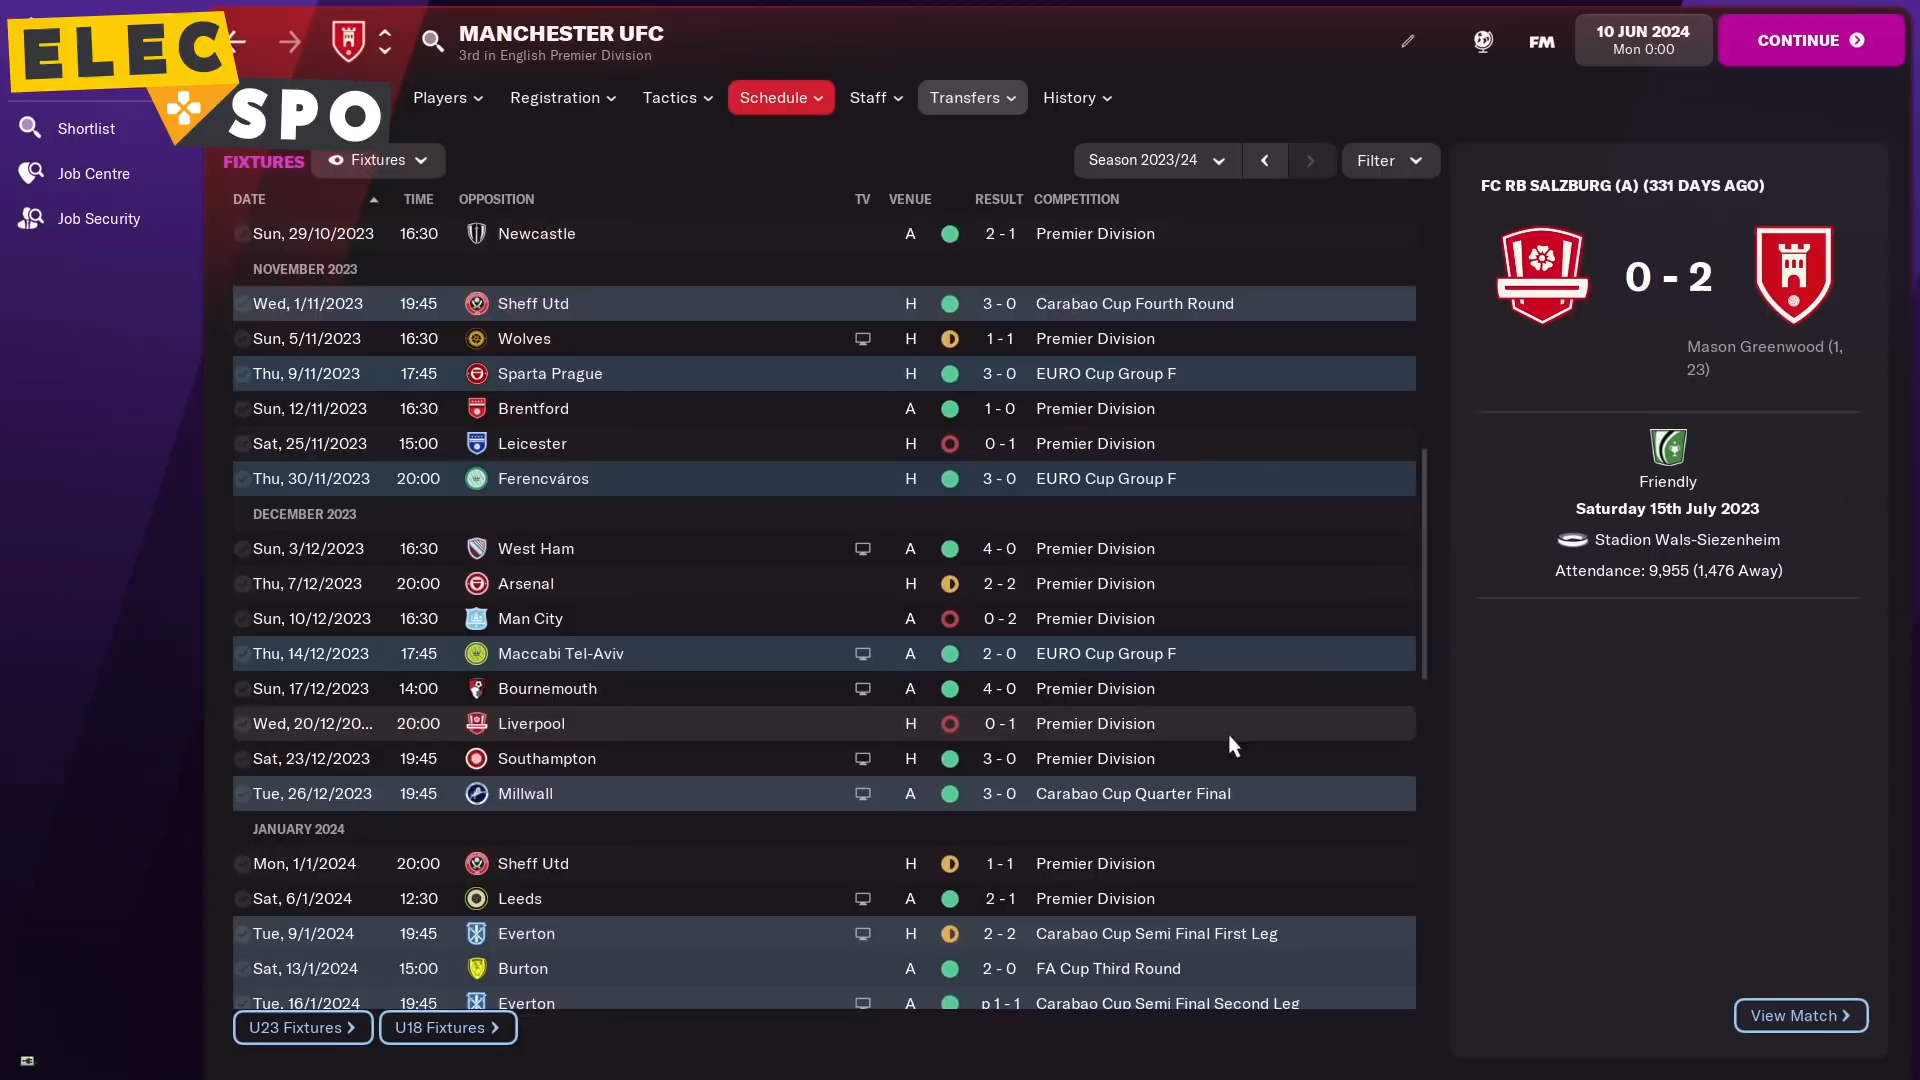 ELEC
SPO
MANCHESTER UFC
3rd in English Premier Division
FM
10 JUN 2024
Mon 0:00
CONTINUE
Players
Registration
Tactics
Schedule
Staff
Transfers
History
Shortlist
Job Centre
Job Security
FIXTURES
Fixtures
Season 2023/24
Filter
DATE TIME OPPOSITION TV VENUE RESULT COMPETITION
Sun, 29/10/2023 16:30 Newcastle A 2 - 1 Premier Division
NOVEMBER 2023
Wed, 1/11/2023 19:45 Sheff Utd H 3 - 0 Carabao Cup Fourth Round
Sun, 5/11/2023 16:30 Wolves H 1 - 1 Premier Division
Thu, 9/11/2023 17:45 Sparta Prague H 3 - 0 EURO Cup Group F
Sun, 12/11/2023 16:30 Brentford A 1 - 0 Premier Division
Sat, 25/11/2023 15:00 Leicester H 0 - 1 Premier Division
Thu, 30/11/2023 20:00 Ferencváros H 3 - 0 EURO Cup Group F
DECEMBER 2023
Sun, 3/12/2023 16:30 West Ham A 4 - 0 Premier Division
Thu, 7/12/2023 20:00 Arsenal H 2 - 2 Premier Division
Sun, 10/12/2023 16:30 Man City A 0 - 2 Premier Division
Thu, 14/12/2023 17:45 Maccabi Tel-Aviv A 2 - 0 EURO Cup Group F
Sun, 17/12/2023 14:00 Bournemouth A 4 - 0 Premier Division
Wed, 20/12/20... 20:00 Liverpool H 0 - 1 Premier Division
Sat, 23/12/2023 19:45 Southampton H 3 - 0 Premier Division
Tue, 26/12/2023 19:45 Millwall A 3 - 0 Carabao Cup Quarter Final
JANUARY 2024
Mon, 1/1/2024 20:00 Sheff Utd H 1 - 1 Premier Division
Sat, 6/1/2024 12:30 Leeds A 2 - 1 Premier Division
Tue, 9/1/2024 19:45 Everton H 2 - 2 Carabao Cup Semi Final First Leg
Sat, 13/1/2024 15:00 Burton A 2 - 0 FA Cup Third Round
Tue, 16/1/2024 19:45 Everton A p 1 - 1 Carabao Cup Semi Final Second Leg
U23 Fixtures
U18 Fixtures
FC RB SALZBURG (A) (331 DAYS AGO)
0 - 2
Mason Greenwood (1,
23)
Friendly
Saturday 15th July 2023
Stadion Wals-Siezenheim
Attendance: 9,955 (1,476 Away)
View Match